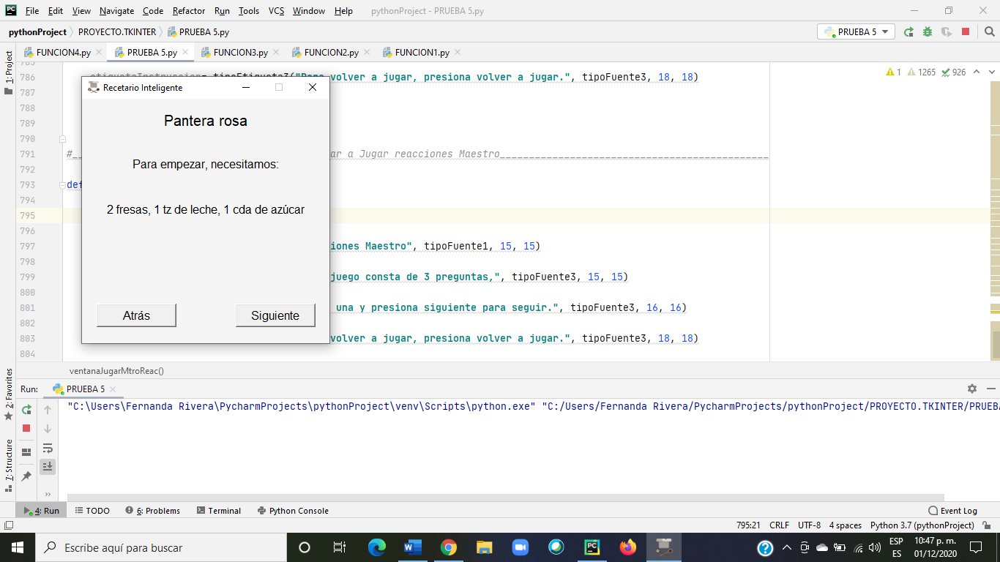 File Edit View Navigate Code Refactor Run Tools VCS Window Help pythonProject - PRUEBA 5.py
pythonProject PROYECTO.TKINTER PRUEBA 5.py PRUEBA 5
FUNCION4.py PRUEBA 5.py FUNCION3.py FUNCION2.py FUNCION1.py
1: Project
2: Favorites
7: Structure
785
786 volver a jugar, presiona volver a jugar.", tipoFuente3, 18, 18)
1 1265 926
787
788
789
790
791 #__ ar a Jugar reacciones Maestro______________________________________________
792
793 def
794
795
796
797 iones Maestro", tipoFuente1, 15, 15)
798
799 juego consta de 3 preguntas,", tipoFuente3, 15, 15)
800
801 una y presiona siguiente para seguir.", tipoFuente3, 16, 16)
802
803 volver a jugar, presiona volver a jugar.", tipoFuente3, 18, 18)
804
Recetario Inteligente
Pantera rosa
Para empezar, necesitamos:
2 fresas, 1 tz de leche, 1 cda de azúcar
Atrás Siguiente
ventanaJugarMtroReac()
Run: PRUEBA 5
"C:\Users\Fernanda Rivera\PycharmProjects\pythonProject\venv\Scripts\python.exe" "C:/Users/Fernanda Rivera/PycharmProjects/pythonProject/PROYECTO.TKINTER/PRUEBA
4: Run TODO 6: Problems Terminal Python Console Event Log
795:21 CRLF UTF-8 4 spaces Python 3.7 (pythonProject)
Escribe aquí para buscar
ESP 10:47 p. m.
ES 01/12/2020